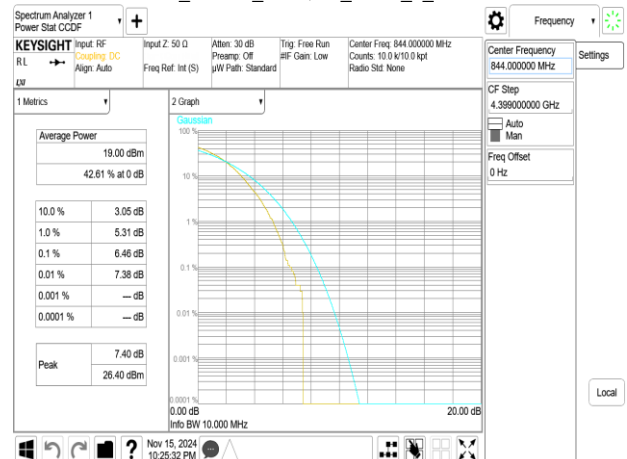 Spectrum Analyzer 1
Power Stat CCDF
Frequency
KEYSIGHT
RL
LXI
Input: RF
Coupling: DC
Align: Auto
Input Z: 50 Ω
Freq Ref: Int (S)
Atten: 30 dB
Preamp: Off
µW Path: Standard
Trig: Free Run
#IF Gain: Low
Center Freq: 844.000000 MHz
Counts: 10.0 k/10.0 kpt
Radio Std: None
Center Frequency
844.000000 MHz
Settings
CF Step
4.399000000 GHz
Auto
Man
Freq Offset
0 Hz
1 Metrics
Average Power
19.00 dBm
42.61 % at 0 dB
10.0 % 3.05 dB
1.0 % 5.31 dB
0.1 % 6.46 dB
0.01 % 7.38 dB
0.001 % --- dB
0.0001 % --- dB
Peak
7.40 dB
26.40 dBm
2 Graph
Gaussian
100 %
10 %
1 %
0.1 %
0.01 %
0.001 %
0.0001 %
0.00 dB 20.00 dB
Info BW 10.000 MHz
Local
?
Nov 15, 2024
10:25:32 PM